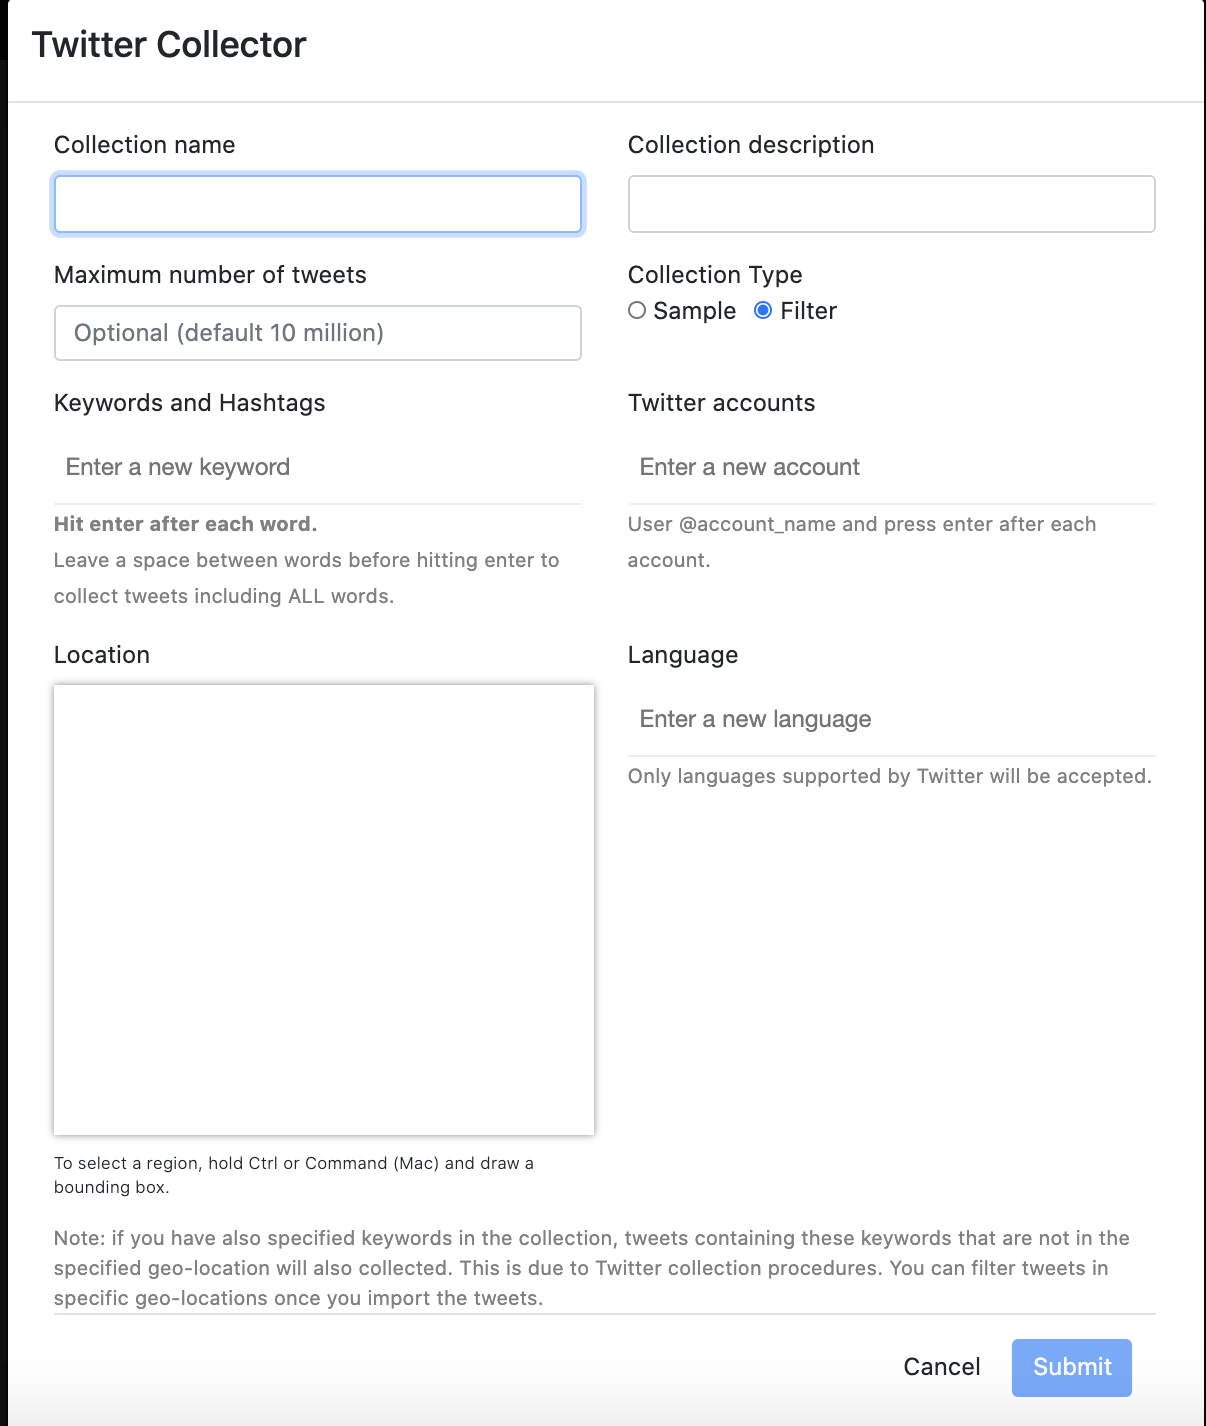 Twitter Collector
Collection name
Collection description
Maximum number of tweets
Optional (default 10 million)
Collection Type
Sample
Filter
Keywords and Hashtags
Enter a new keyword
Hit enter after each word.
Leave a space between words before hitting enter to
collect tweets including ALL words.
Twitter accounts
Enter a new account
User @account_name and press enter after each
account.
Location
To select a region, hold Ctrl or Command (Mac) and draw a
bounding box.
Language
Enter a new language
Only languages supported by Twitter will be accepted.
Note: if you have also specified keywords in the collection, tweets containing these keywords that are not in the
specified geo-location will also collected. This is due to Twitter collection procedures. You can filter tweets in
specific geo-locations once you import the tweets.
Cancel
Submit